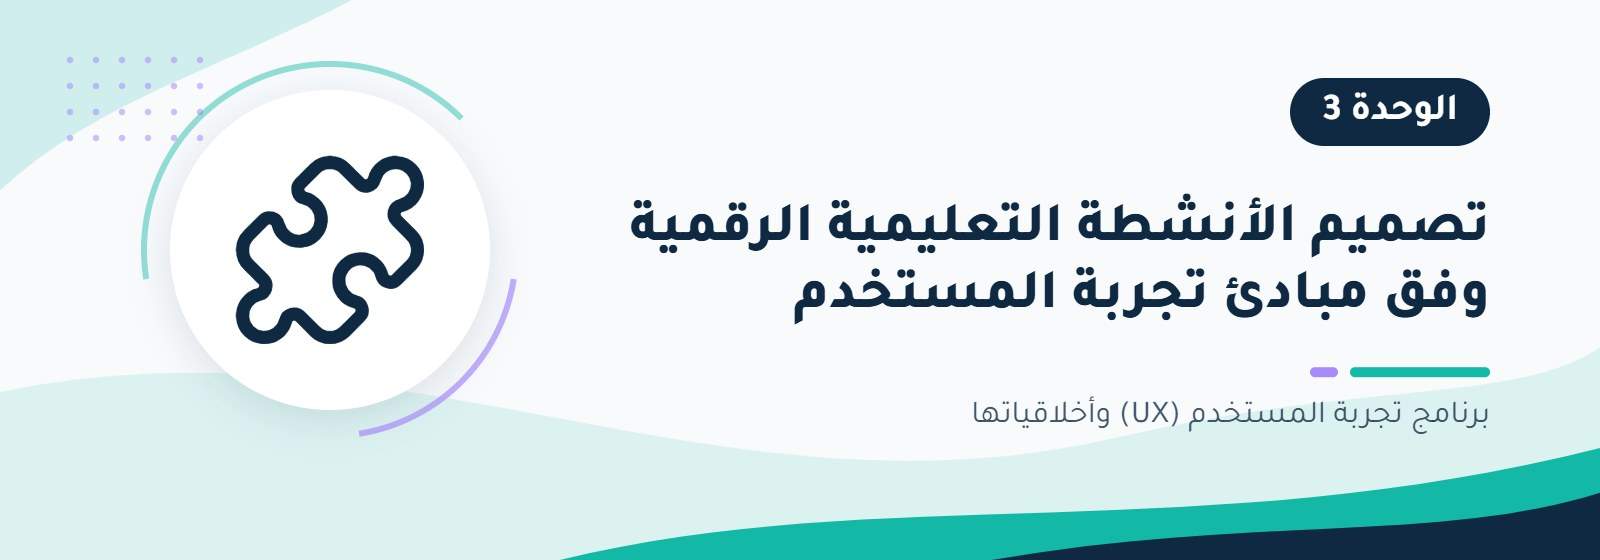 الوحدة 3
تصميم الأنشطة التعليمية الرقمية
وفق مبادئ تجربة المستخدم
برنامج تجربة المستخدم (UX) وأخلاقياتها